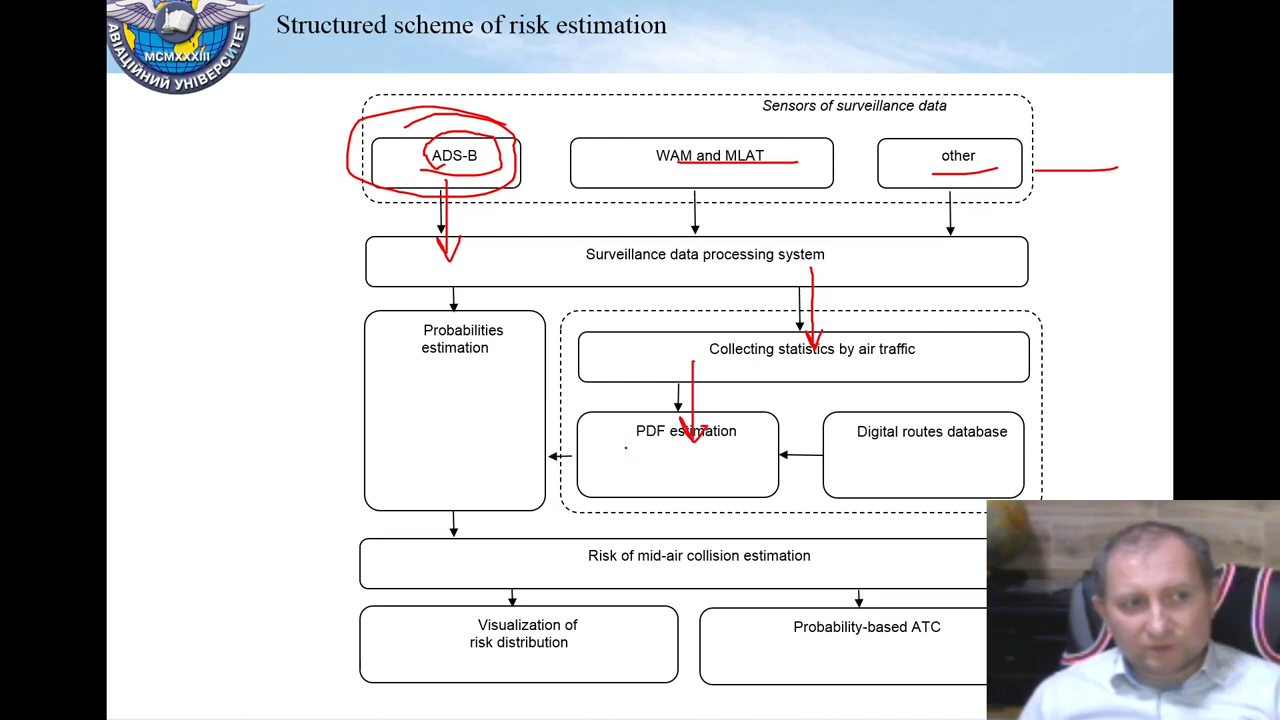 Structured scheme of risk estimation
МСМХХХІІІ
АВІАЦІЙНИЙ УНІВЕРСИТЕТ
Sensors of surveillance data
ADS-B
WAM and MLAT
other
Surveillance data processing system
Probabilities
estimation
Collecting statistics by air traffic
PDF estimation
Digital routes database
Risk of mid-air collision estimation
Visualization of
risk distribution
Probability-based ATC